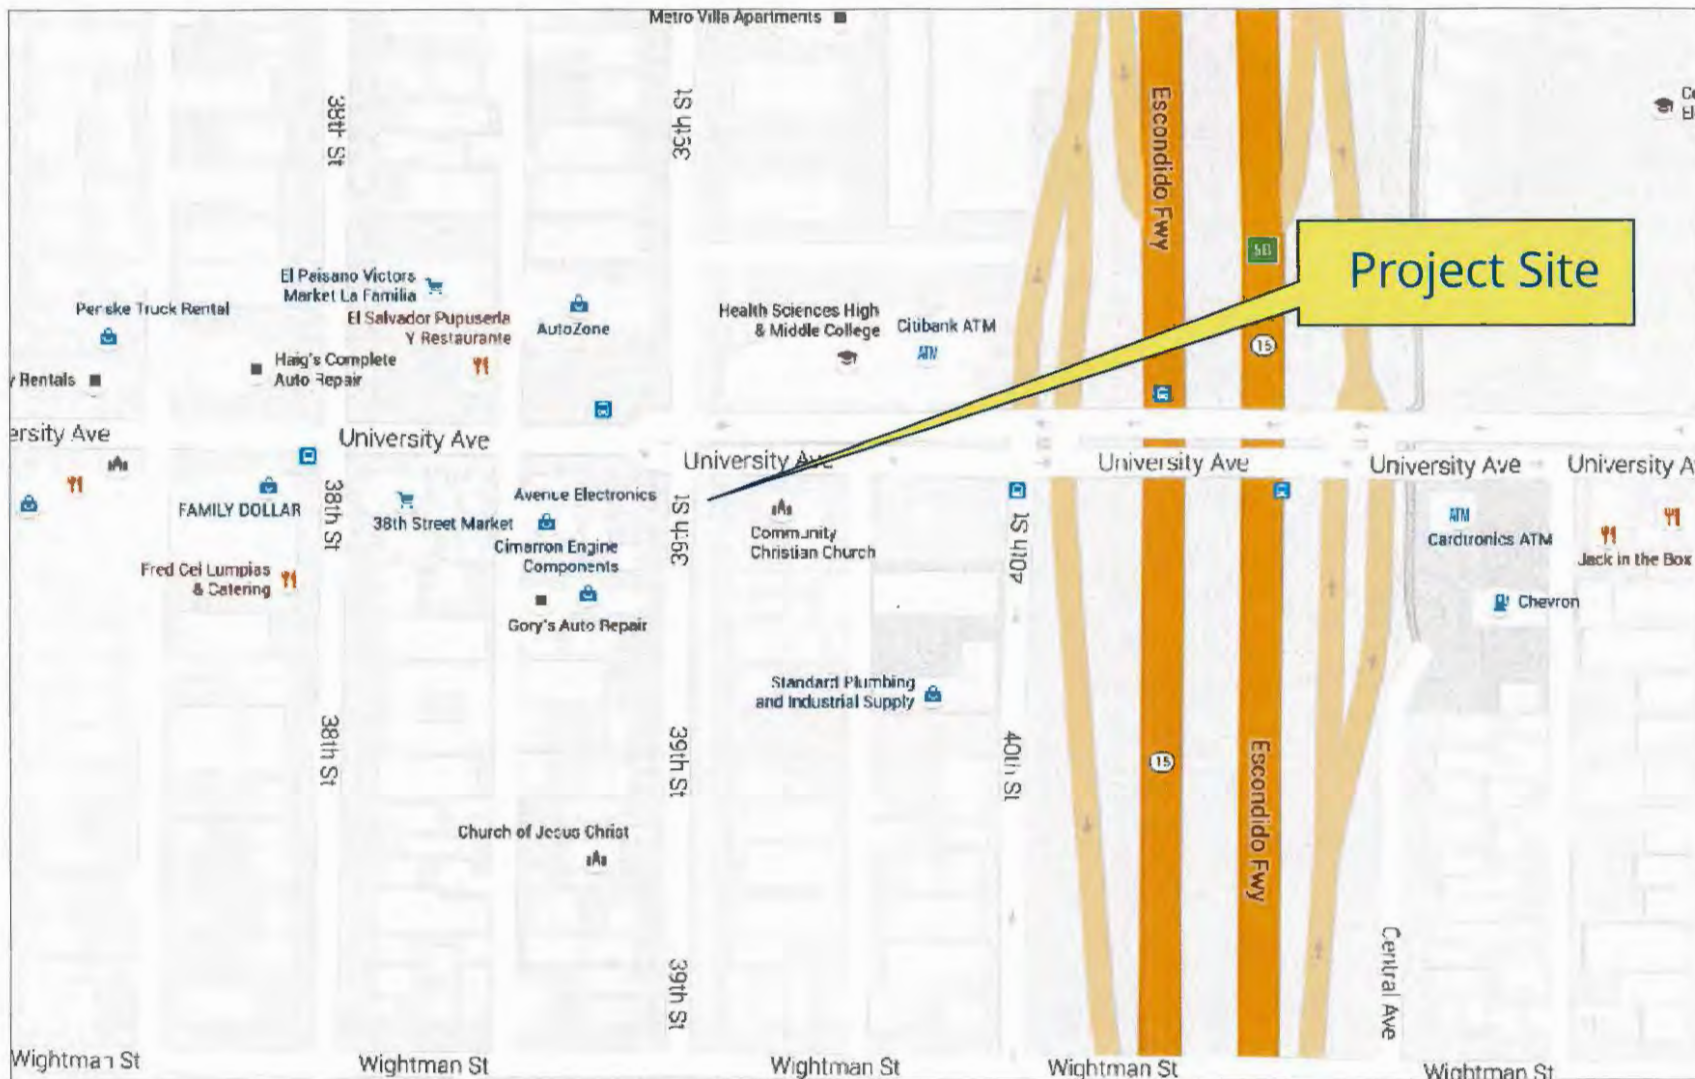 Metro Villa Apartments
38th St
39th St
Escondido Fwy
5B
Project Site
El Paisano Victors
Market La Familia
Penske Truck Rental
El Salvador Pupuseria
Y Restaurante
AutoZone
Health Sciences High
& Middle College
Citibank ATM
ATM
15
Haig's Complete
Auto Repair
Rentals
ersity Ave
University Ave
University Ave
University Ave
University Ave
University A
FAMILY DOLLAR
38th St
38th Street Market
Avenue Electronics
39th St
Cimarron Engine
Components
Community
Christian Church
40th St
ATM
Cardtronics ATM
Jack in the Box
Fred Cel Lumpias
& Catering
Gory's Auto Repair
Chevron
Standard Plumbing
and Industrial Supply
38th St
39th St
40th St
15
Escondido Fwy
Church of Jesus Christ
39th St
Central Ave
Wightman St
Wightman St
Wightman St
Wightman St
Wightman St